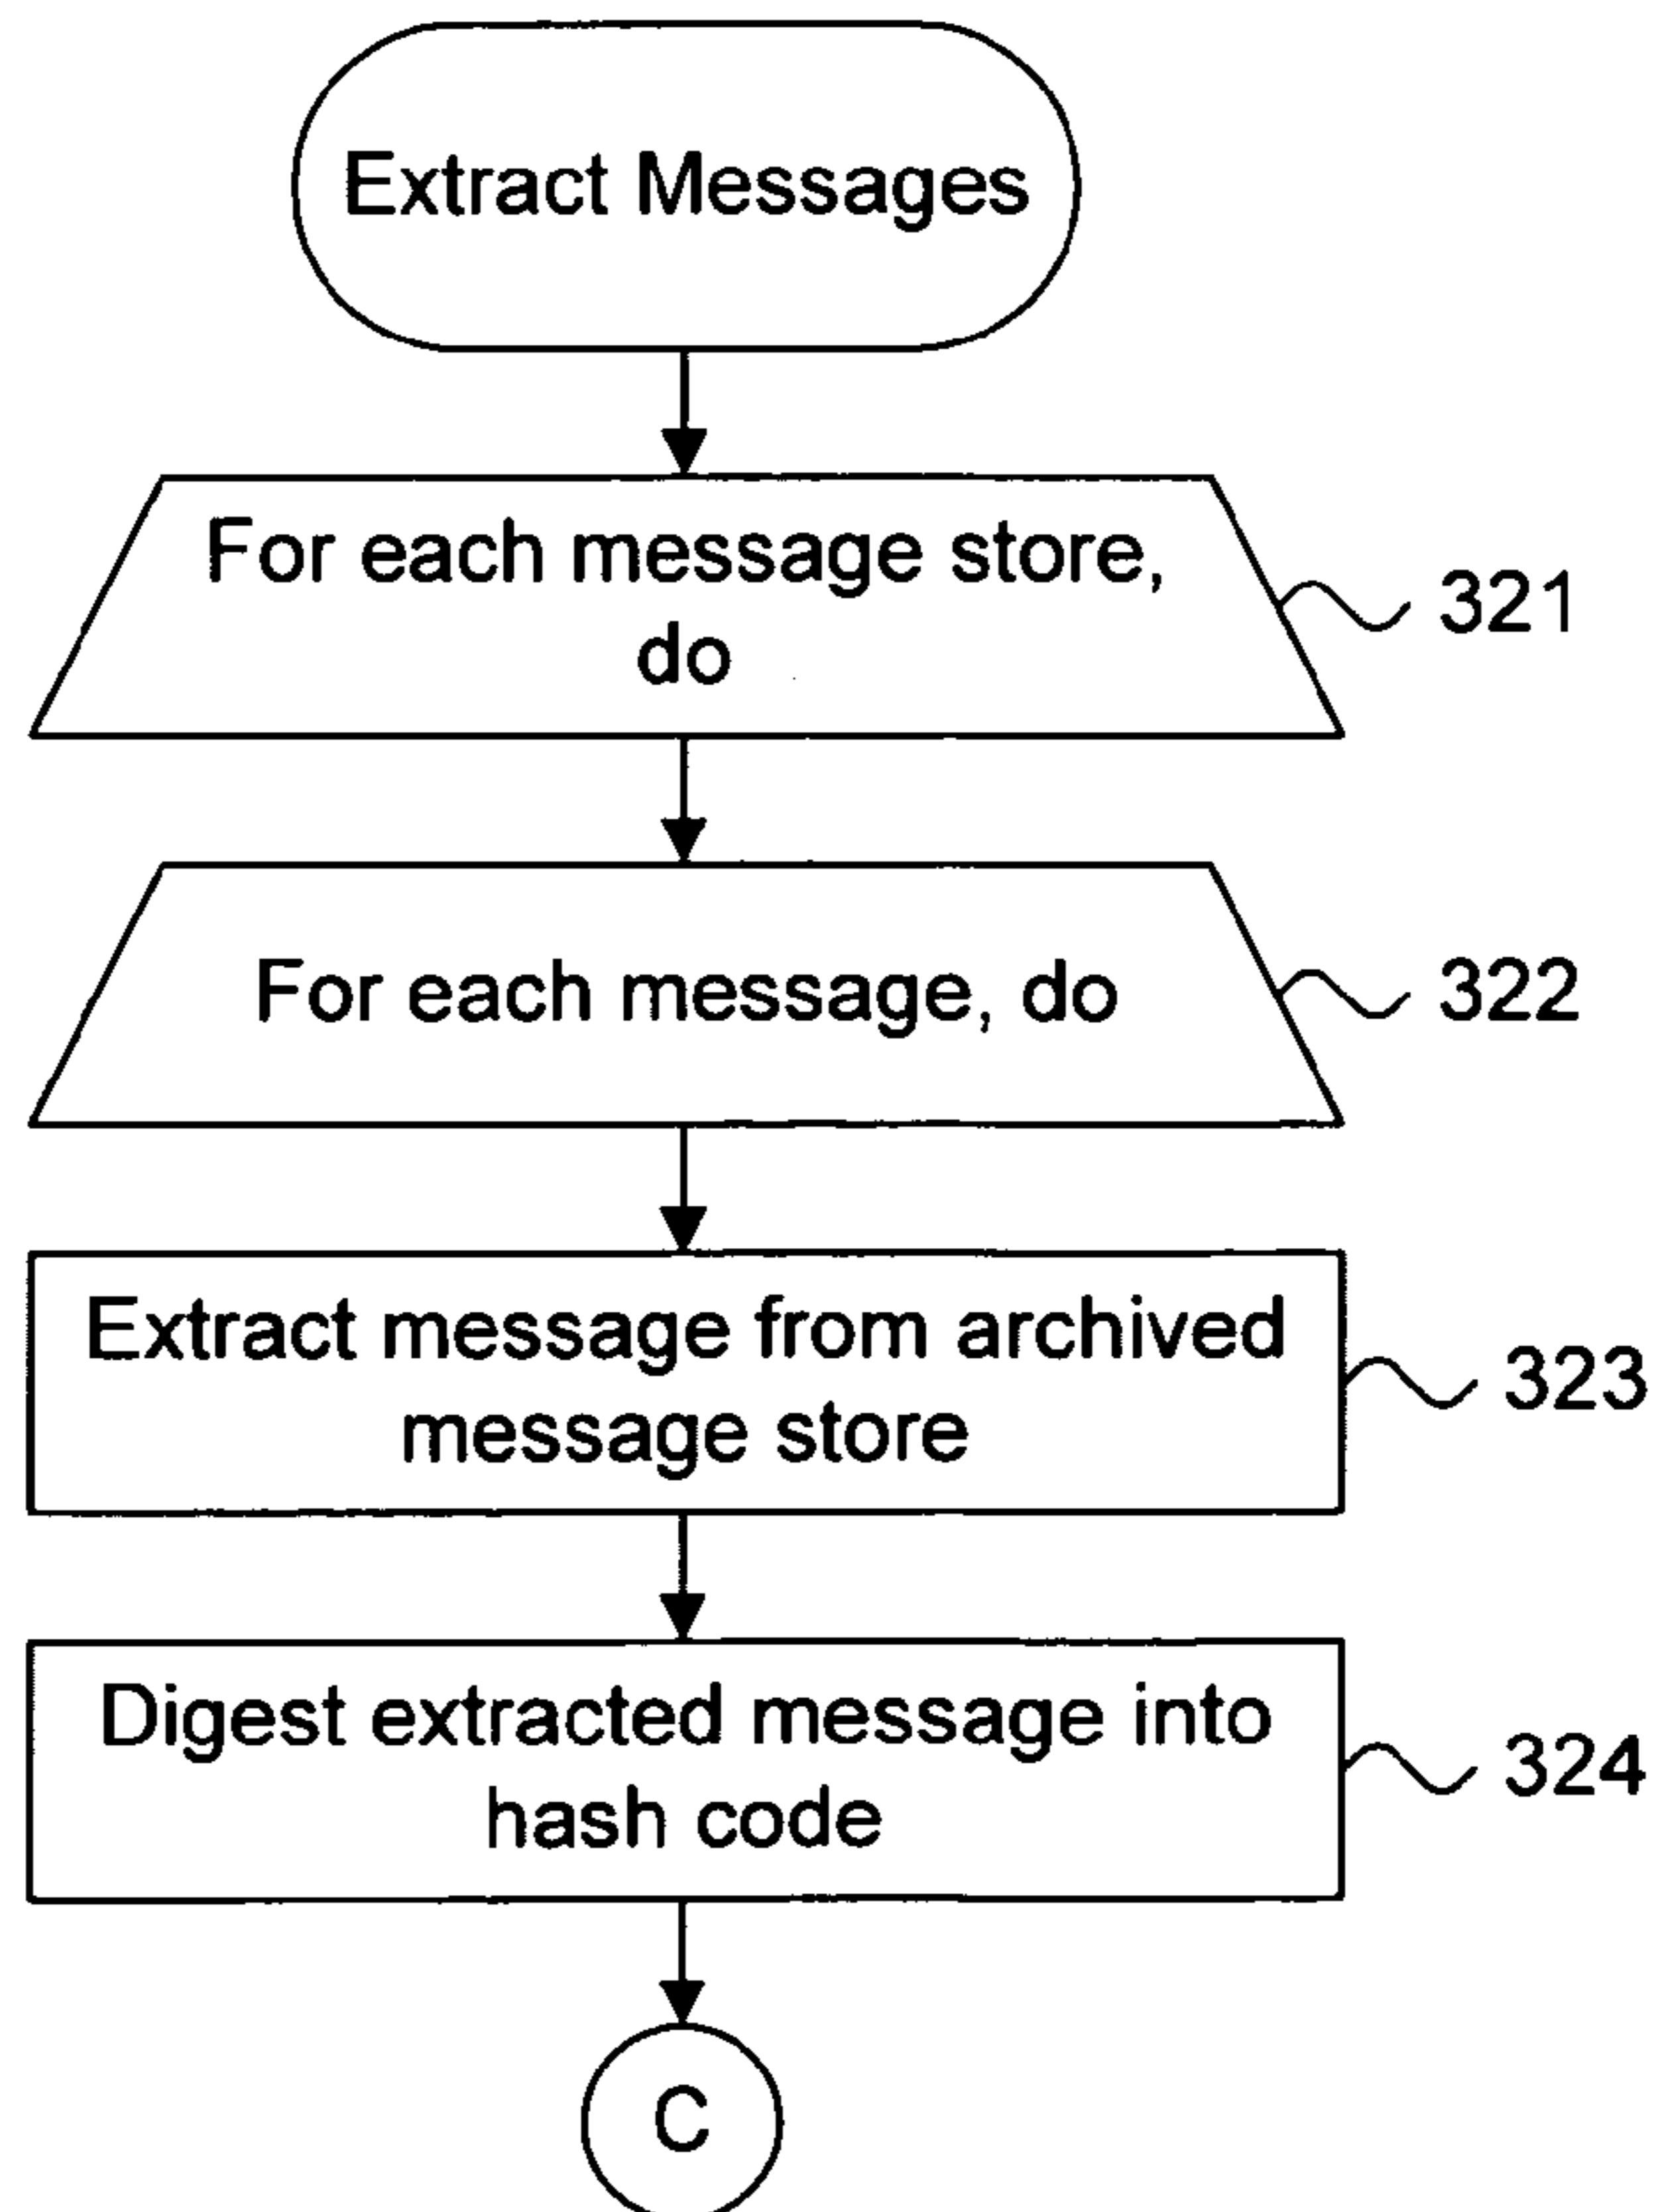 Extract Messages
For each message store,
do
321
For each message, do
322
Extract message from archived
message store
323
Digest extracted message into
hash code
324
C